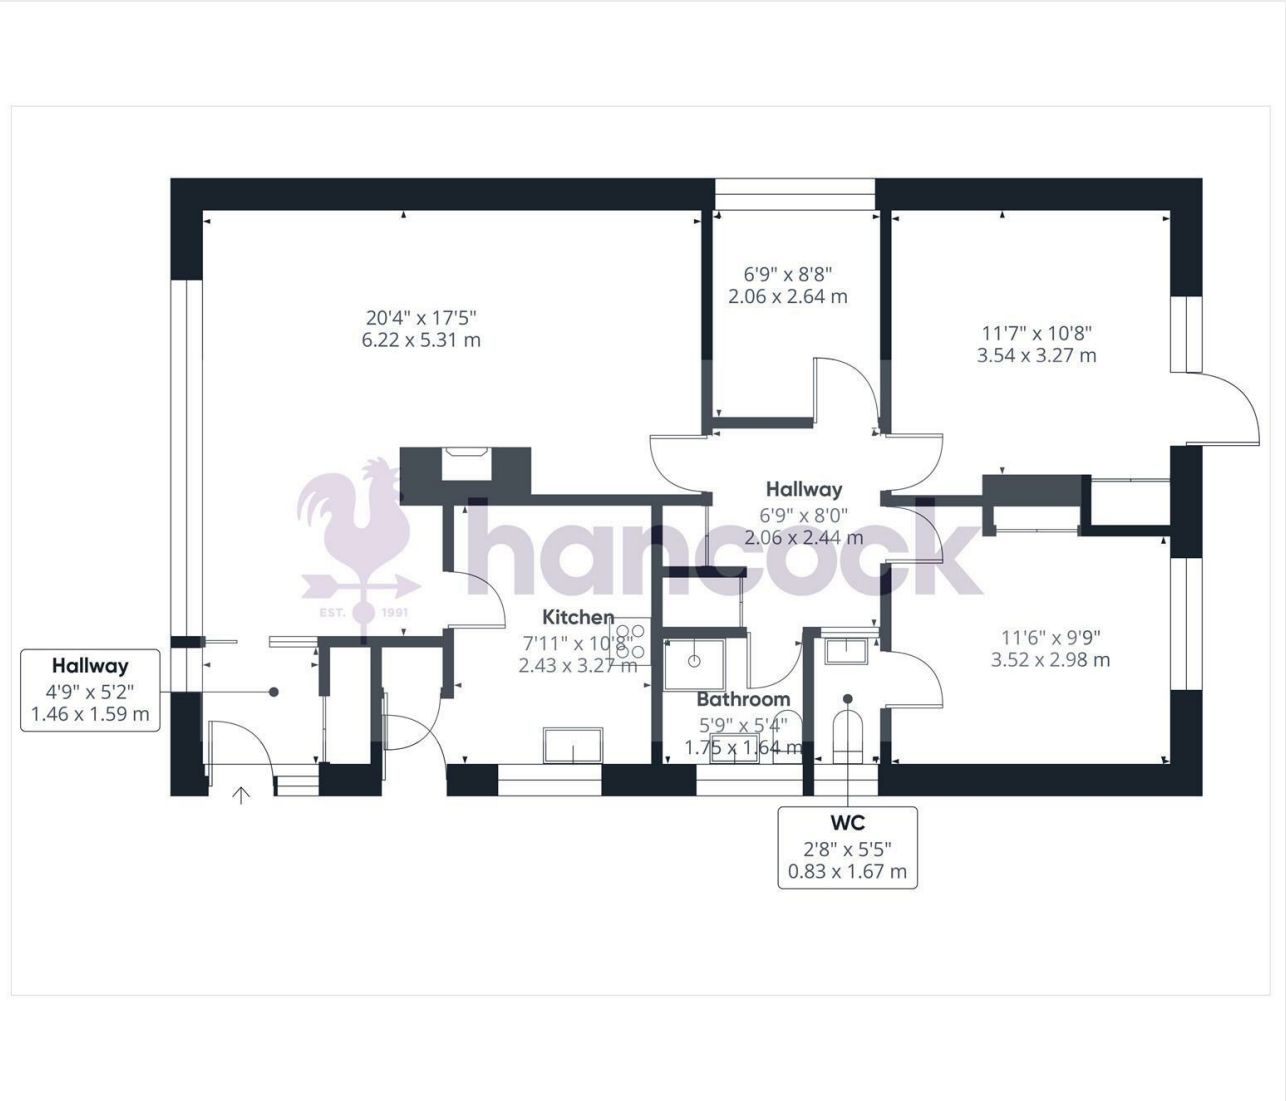 6'9" x 8'8"
2.06 x 2.64 m
20'4" x 17'5"
6.22 x 5.31 m
11'7" x 10'8"
3.54 x 3.27 m
Hallway
6'9" x 8'0"
2.06 x 2.44 m
hancock
EST. 1991
Kitchen
7'11" x 10'8"
2.43 x 3.27 m
11'6" x 9'9"
3.52 x 2.98 m
Hallway
4'9" x 5'2"
1.46 x 1.59 m
Bathroom
5'9" x 5'4"
1.75 x 1.64 m
WC
2'8" x 5'5"
0.83 x 1.67 m